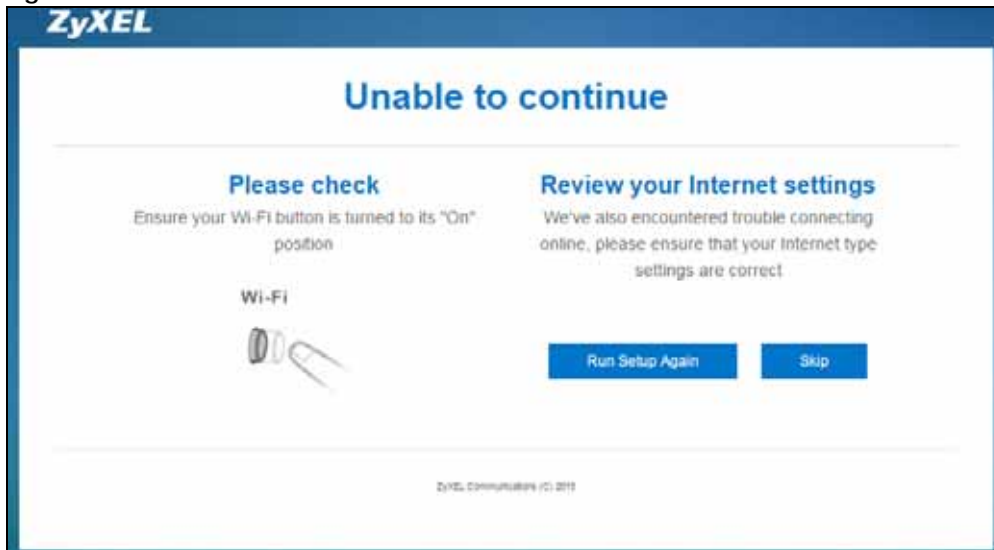 ZyXEL
Unable to continue
Please check
Ensure your Wi-Fi button is turned to its "On"
position
Wi-Fi
Review your Internet settings
We've also encountered trouble connecting
online, please ensure that your Internet type
settings are correct
Run Setup Again
Skip
ZyXEL Communications (C)